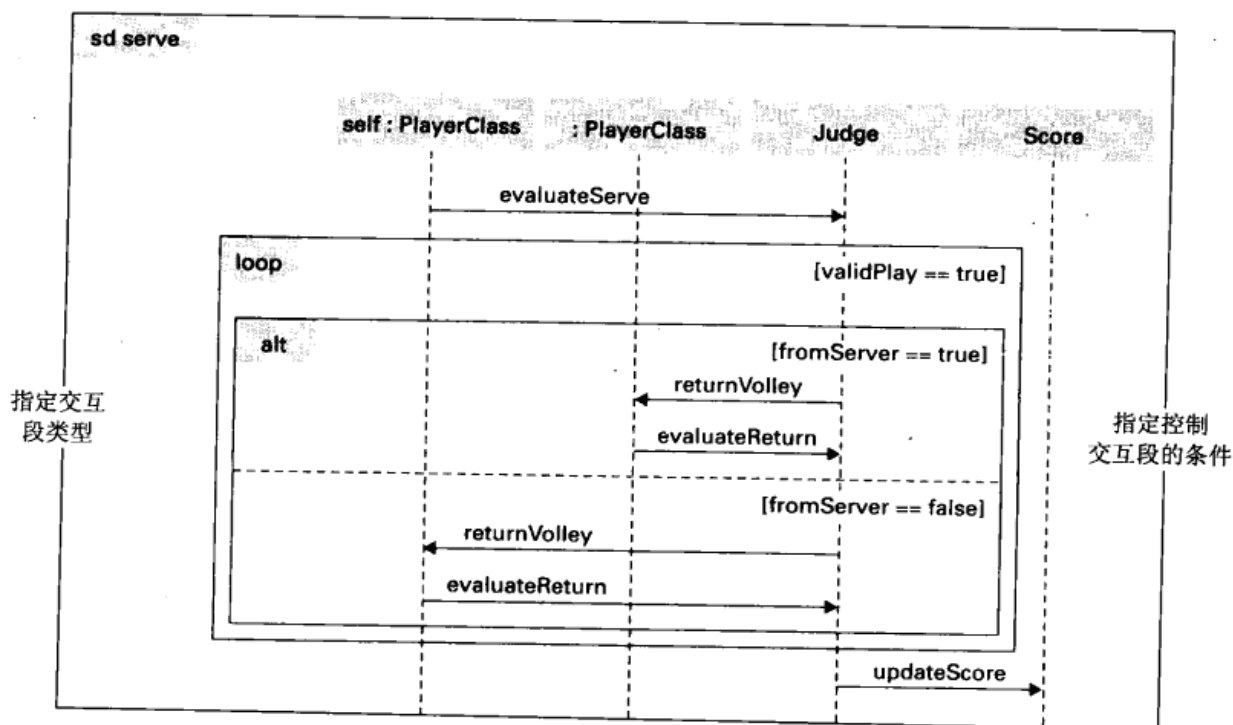 sd serve
self : PlayerClass
: PlayerClass
Judge
Score
evaluateServe
loop
[validPlay == true]
alt
[fromServer == true]
returnVolley
指定交互
段类型
evaluateReturn
指定控制
交互段的条件
[fromServer == false]
returnVolley
evaluateReturn
updateScore